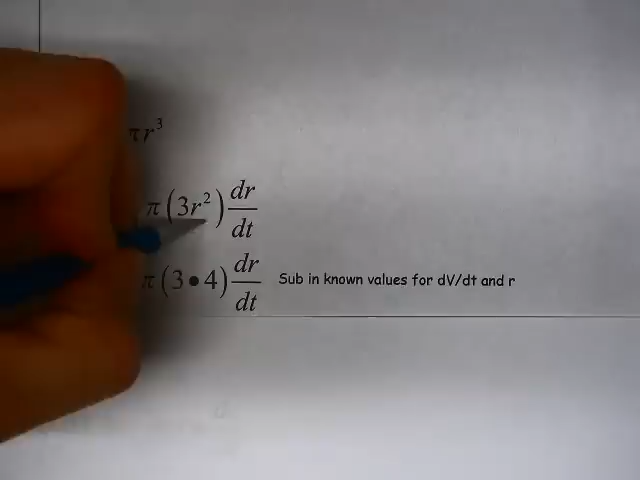 πr³
π(3r²) dr/dt
π(3•4) dr/dt Sub in known values for dV/dt and r